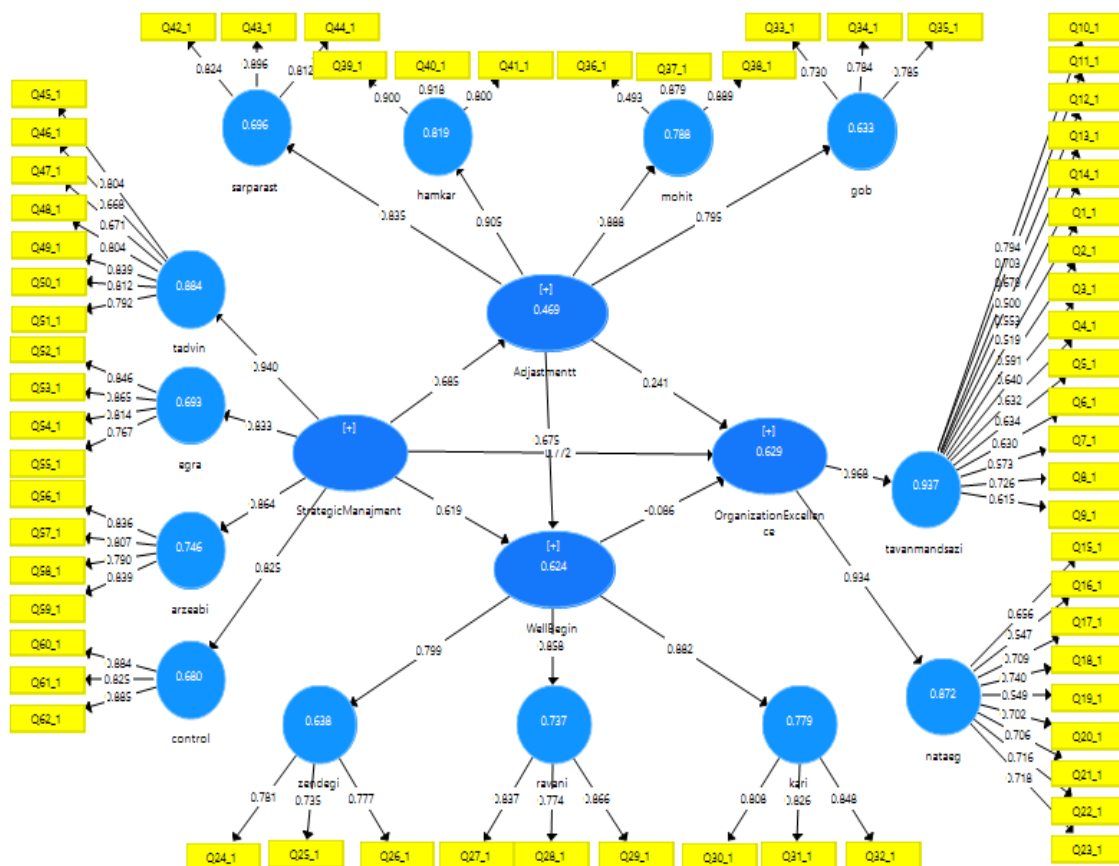 Q42_1
Q43_1
Q44_1
Q39_1
Q40_1
Q41_1
Q36_1
Q37_1
Q38_1
Q33_1
Q34_1
Q35_1
0.824
0.896
0.812
0.900
0.918
0.800
0.493
0.879
0.889
0.730
0.784
0.785
0.696
sarparast
0.819
hamkar
0.788
mohit
0.633
gob
0.835
0.905
0.888
0.795
Q45_1
Q46_1
Q47_1
Q48_1
Q49_1
Q50_1
Q51_1
0.804
0.668
0.671
0.804
0.839
0.812
0.792
0.884
tadvin
0.940
Q52_1
Q53_1
Q54_1
Q55_1
0.846
0.865
0.814
0.767
0.693
egra
0.833
Q56_1
Q57_1
Q58_1
Q59_1
0.836
0.807
0.790
0.839
0.746
arzeabi
0.864
Q60_1
Q61_1
Q62_1
0.884
0.825
0.885
0.680
control
0.825
[+]
0.469
Adjustmentt
0.685
0.241
0.675
0.772
[+]
StrategicManajment
0.619
-0.086
[+]
0.629
OrganizationExcelle
nce
0.968
0.934
[+]
0.624
WellBegin
0.799
0.858
0.882
0.638
zendegi
0.737
ravani
0.779
kari
0.781
0.735
0.777
0.837
0.774
0.866
0.808
0.826
0.848
Q24_1
Q25_1
Q26_1
Q27_1
Q28_1
Q29_1
Q30_1
Q31_1
Q32_1
Q10_1
Q11_1
Q12_1
Q13_1
Q14_1
Q1_1
Q2_1
Q3_1
Q4_1
Q5_1
Q6_1
Q7_1
Q8_1
Q9_1
0.794
0.703
0.500
0.553
0.519
0.591
0.640
0.632
0.634
0.630
0.573
0.726
0.615
0.937
tavanmandsazi
Q15_1
Q16_1
Q17_1
Q18_1
Q19_1
Q20_1
Q21_1
Q22_1
Q23_1
0.656
0.547
0.709
0.740
0.549
0.702
0.706
0.716
0.718
0.872
nataeg